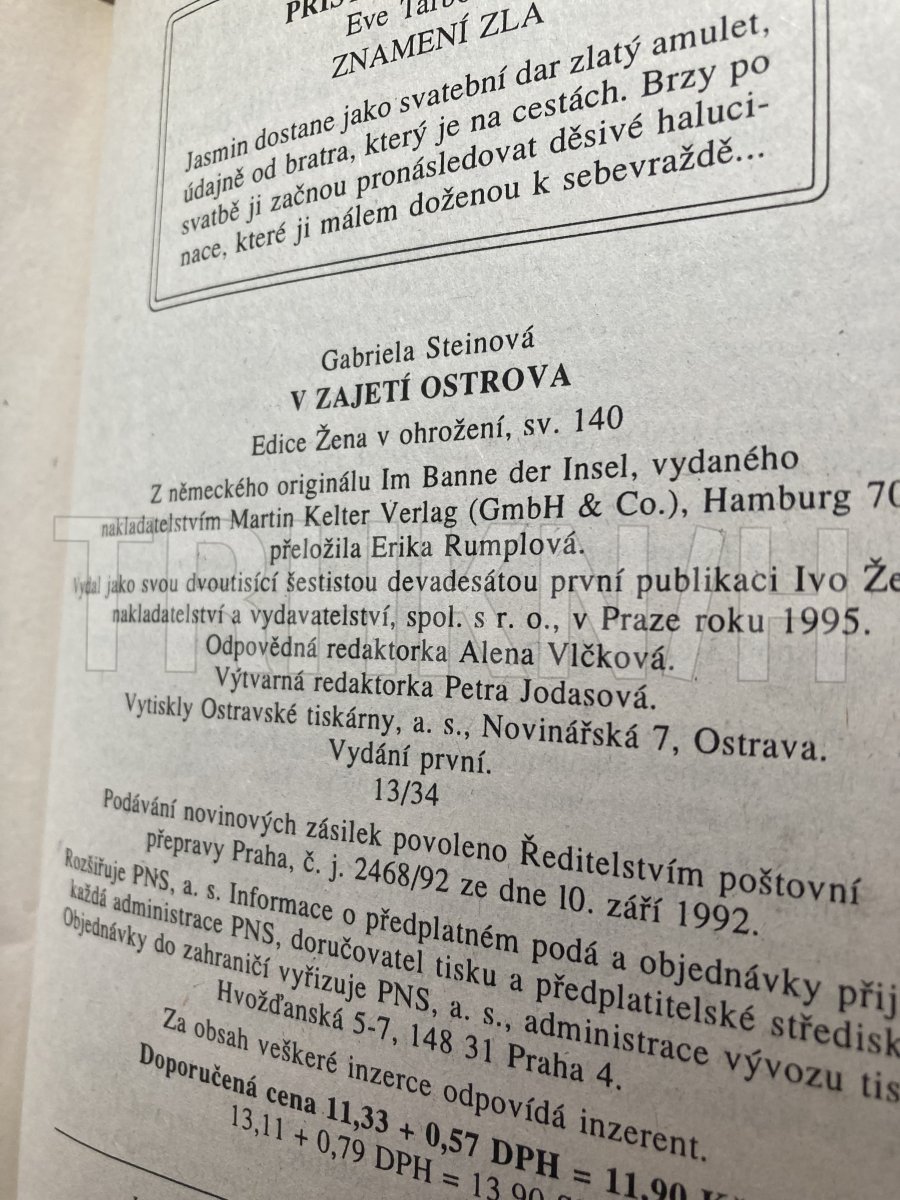 Eve
ZNAMENÍ ZLA
Jasmin dostane jako svatební dar zlatý amulet,
údajně od bratra, který je na cestách. Brzy po
svatbě ji začnou pronásledovat děsivé haluci-
nace, které ji málem doženou k sebevraždě...
Gabriela Steinová
V ZAJETÍ OSTROVA
Edice Žena v ohrožení, sv. 140
Z německého originálu Im Banne der Insel, vydaného
nakladatelstvím Martin Kelter Verlag (GmbH & Co.), Hamburg 70
přeložila Erika Rumplová.
Vydal jako svou dvoutisící šestistou devadesátou první publikaci Ivo Že
nakladatelství a vydavatelství, spol. s r. o., v Praze roku 1995.
Odpovědná redaktorka Alena Vlčková.
Výtvarná redaktorka Petra Jodasová.
Vytiskly Ostravské tiskárny, a. s., Novinářská 7, Ostrava.
Vydání první.
13/34
Podávání novinových zásilek povoleno Ředitelstvím poštovní
přepravy Praha, č. j. 2468/92 ze dne 10. září 1992.
Rozšiřuje PNS, a. s. Informace o předplatném podá a objednávky přij
každá administrace PNS, doručovatel tisku a předplatitelské středisk
Objednávky do zahraničí vyřizuje PNS, a. s., administrace vývozu tis
Hvožďanská 5-7, 148 31 Praha 4.
Za obsah veškeré inzerce odpovídá inzerent.
Doporučená cena 11,33 + 0,57 DPH = 11,90
13,11 + 0,79 DPH = 13,90